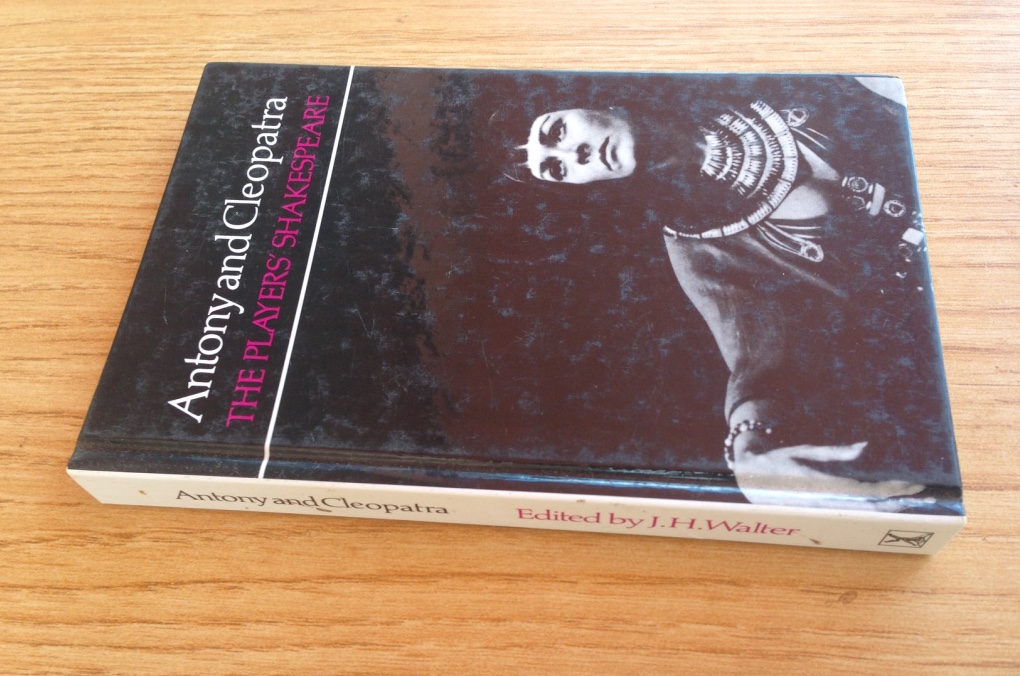 Antony and Cleopatra
THE PLAYERS' SHAKESPEARE
Antony and Cleopatra
Edited by J.H.Walter